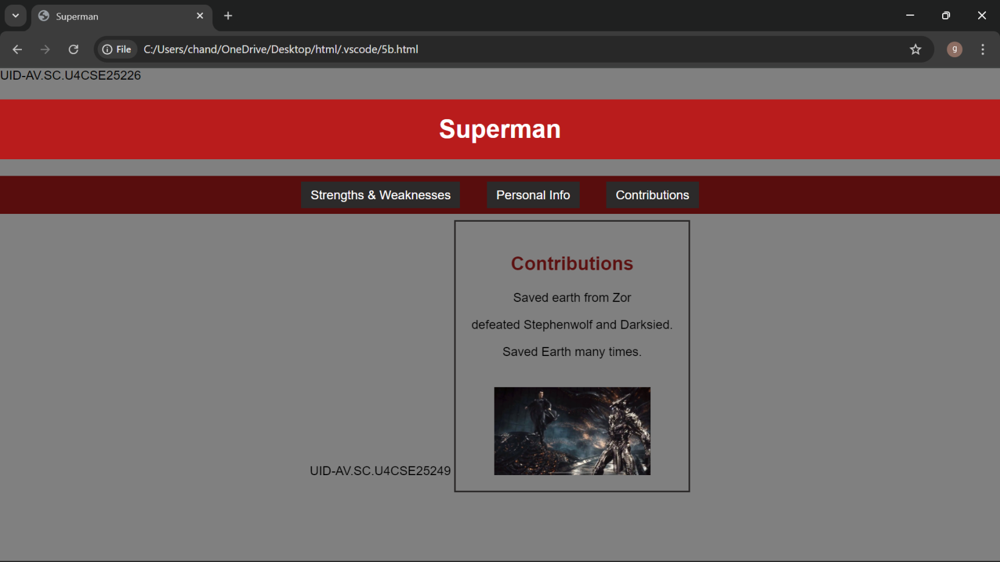 Superman
File C:/Users/chand/OneDrive/Desktop/html/.vscode/5b.html
g
UID-AV.SC.U4CSE25226
Superman
Strengths & Weaknesses Personal Info Contributions
Contributions
Saved earth from Zor
defeated Stephenwolf and Darksied.
Saved Earth many times.
UID-AV.SC.U4CSE25249